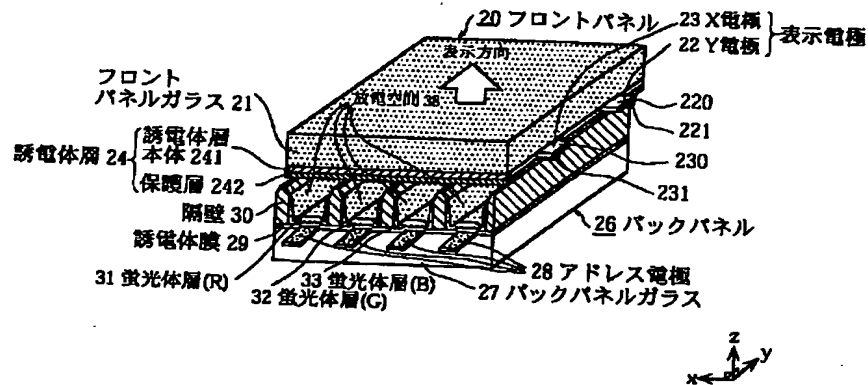 20 フロントパネル
23 X電極
22 Y電極
表示電極
表示方向
フロント
パネルガラス 21
放電空間 38
220
221
誘電体層 24
誘電体層
本体 241
保護層 242
230
231
隔壁 30
26 バックパネル
誘電体膜 29
31 蛍光体層(R)
32 蛍光体層(G)
33 蛍光体層(B)
28 アドレス電極
27 バックパネルガラス
z
y
x